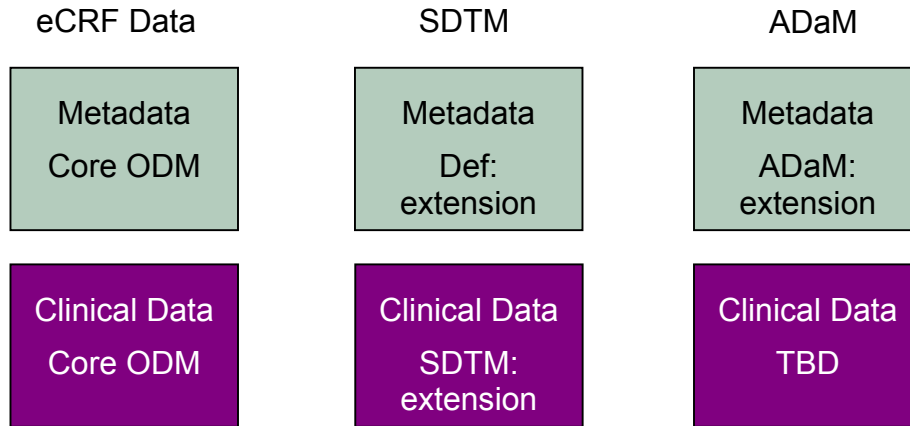 eCRF Data
SDTM
ADaM
Metadata
Core ODM
Metadata
Def:
extension
Metadata
ADaM:
extension
Clinical Data
Core ODM
Clinical Data
SDTM:
extension
Clinical Data
TBD